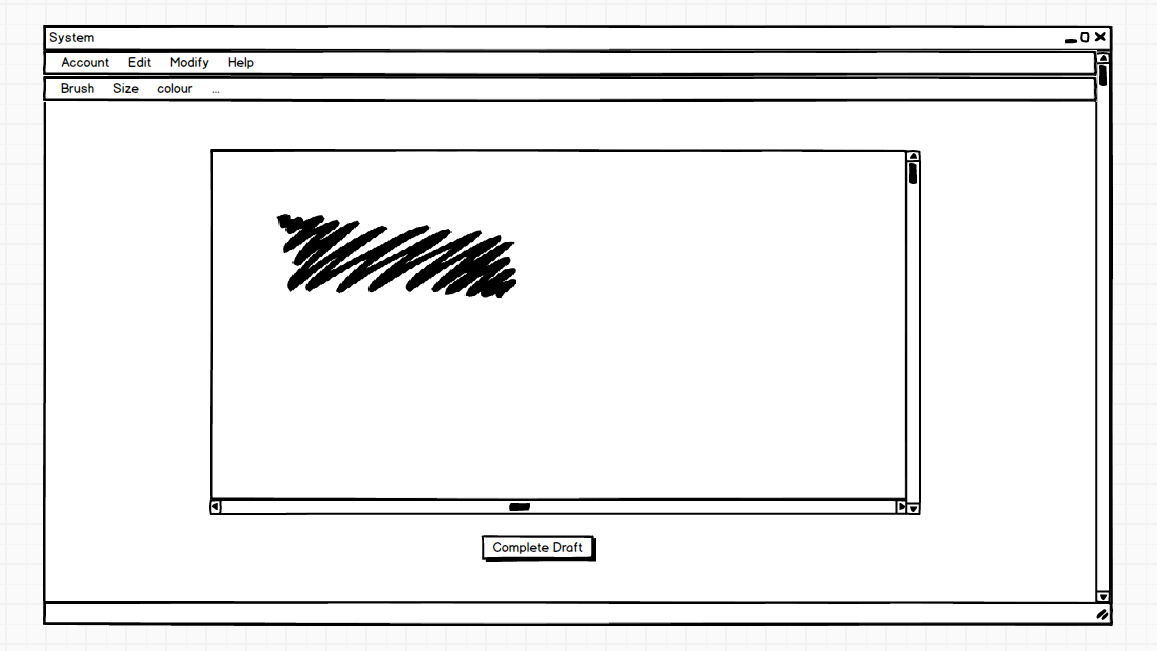 System
Account Edit Modify Help
Brush Size colour ...
Complete Draft